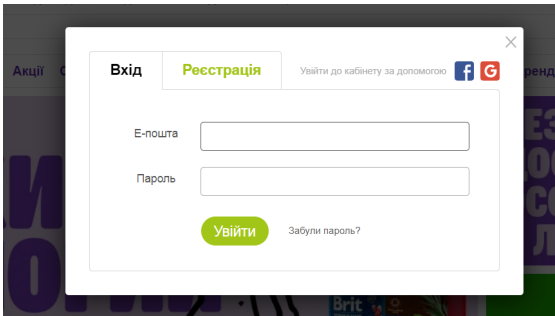 Акції
Вхід
Реєстрація
Увійти до кабінету за допомогою
Е-пошта
Пароль
Увійти
Забули пароль?
Brit